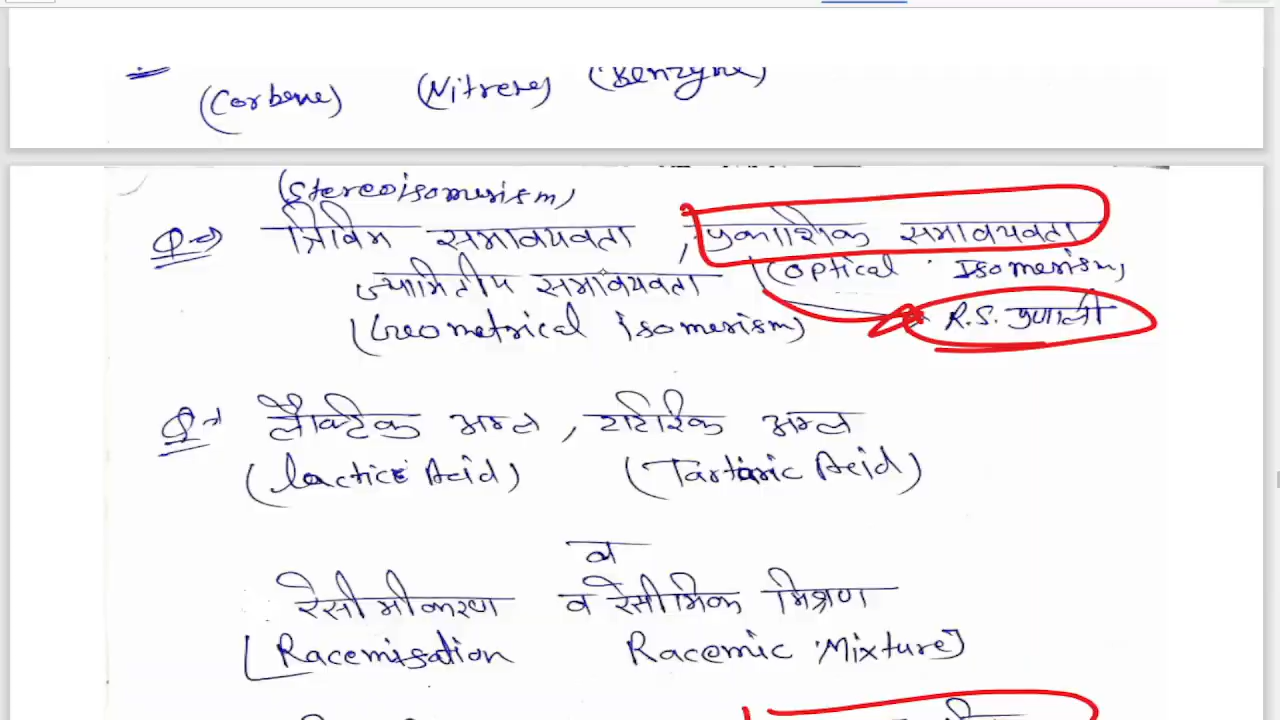 (Carbene) (Nitrene) (Benzyne)
(Stereoisomerism)
Q→ त्रिविम समावयवता , प्रकाशिक समावयवता
ज्यामितीय समावयवता (Optical Isomerism)
(Geometrical isomerism) R.S. प्रणाली
Q→ लैक्टिक अम्ल , टार्टरिक अम्ल
(lactic Acid) (Tartaric Acid)
व
रेसीमीकरण व रेसीमिक मिश्रण
[Racemisation Racemic Mixture]